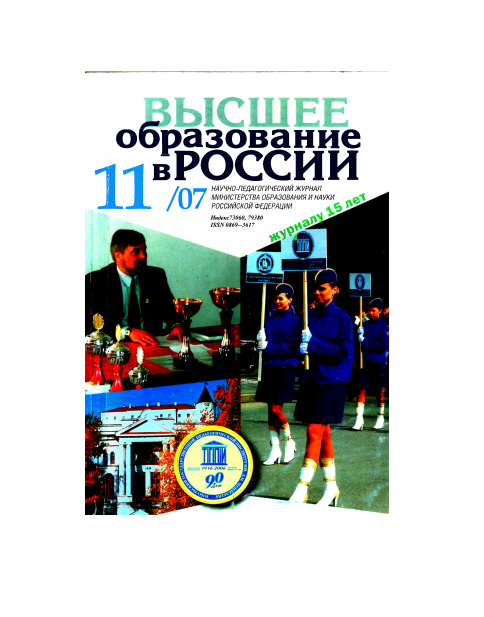 ВЫСШЕЕ
образование
в РОССИИ
11/07
НАУЧНО-ПЕДАГОГИЧЕСКИЙ ЖУРНАЛ
МИНИСТЕРСТВА ОБРАЗОВАНИЯ И НАУКИ
РОССИЙСКОЙ ФЕДЕРАЦИИ
Индекс 73060, 79380
ISSN 0869–3617
журналу 15 лет
1916-2006
90
лет